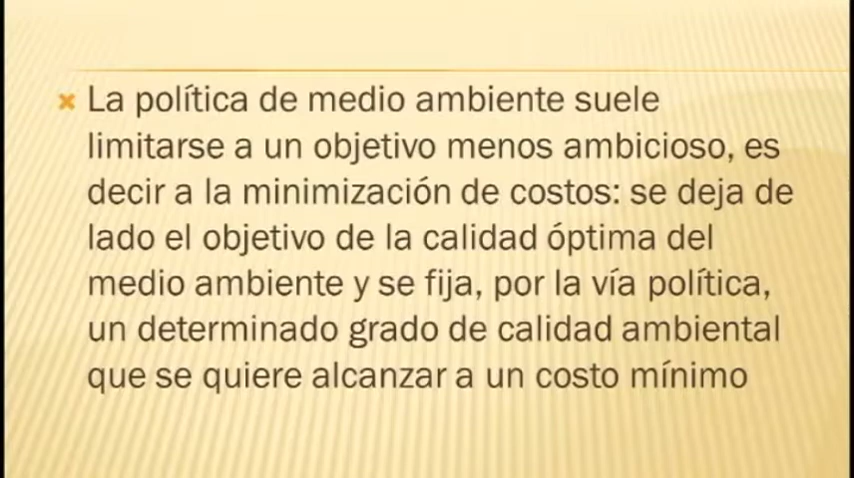 La política de medio ambiente suele
limitarse a un objetivo menos ambicioso, es
decir a la minimización de costos: se deja de
lado el objetivo de la calidad óptima del
medio ambiente y se fija, por la vía política,
un determinado grado de calidad ambiental
que se quiere alcanzar a un costo mínimo